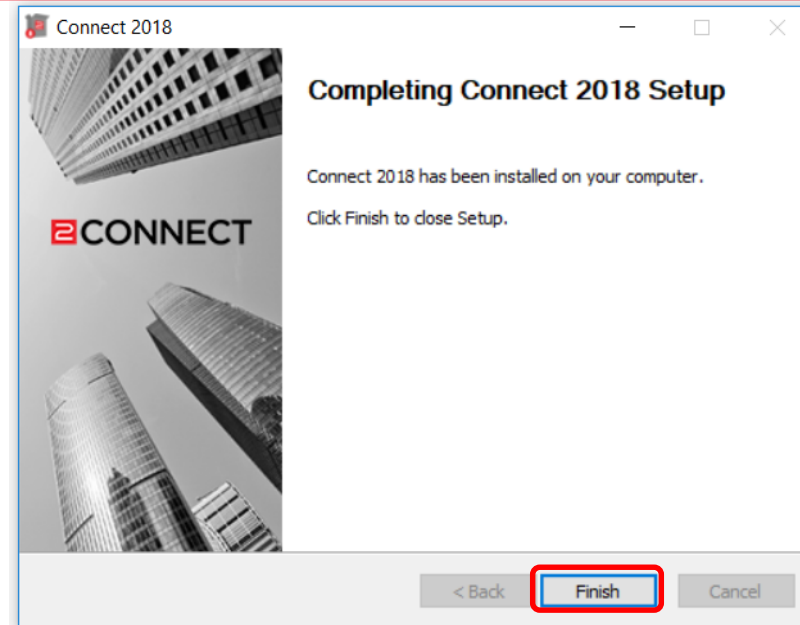 Connect 2018
Completing Connect 2018 Setup
Connect 2018 has been installed on your computer.
Click Finish to close Setup.
CONNECT
< Back
Finish
Cancel